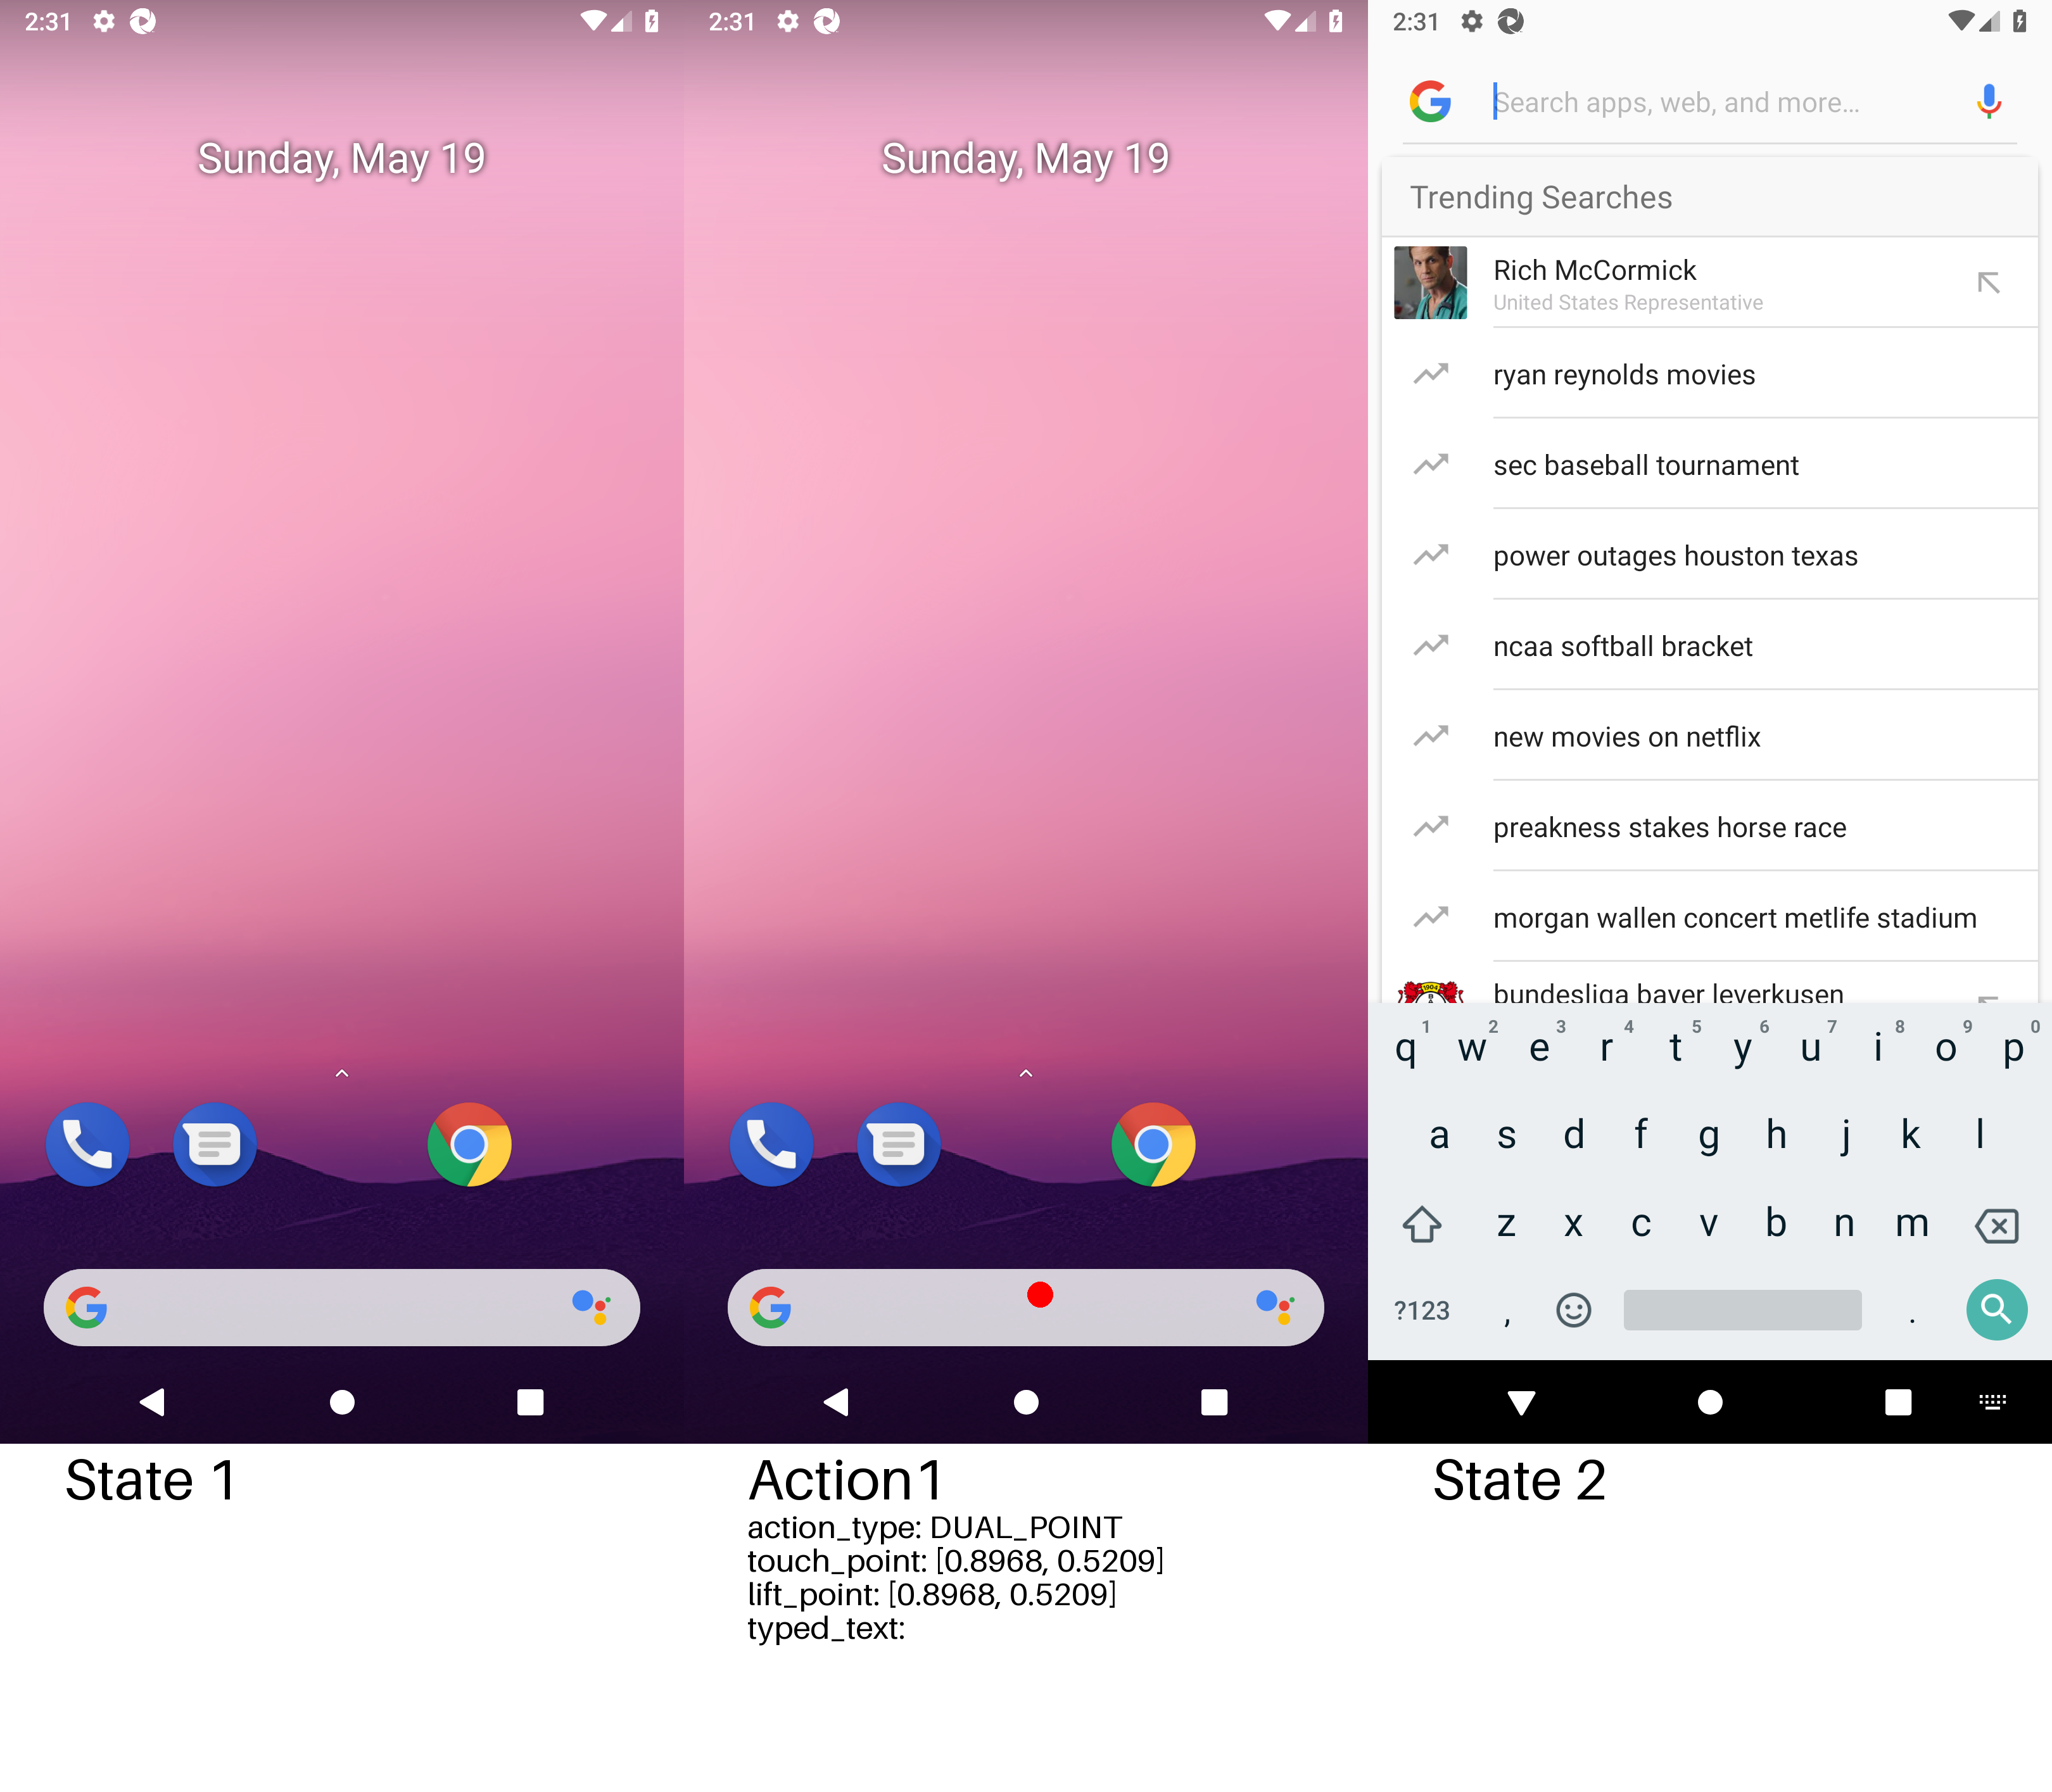 2:31
Sunday, May 19
State 1
2:31
Sunday, May 19
Action1
action_type: DUAL_POINT
touch_point: [0.8968, 0.5209]
lift_point: [0.8968, 0.5209]
typed_text:
2:31
Search apps, web, and more...
Trending Searches
Rich McCormick
United States Representative
ryan reynolds movies
sec baseball tournament
power outages houston texas
ncaa softball bracket
new movies on netflix
preakness stakes horse race
morgan wallen concert metlife stadium
bundesliga bayer leverkusen
1 2 3 4 5 6 7 8 9 0
q w e r t y u i o p
a s d f g h j k l
z x c v b n m
?123 , .
State 2